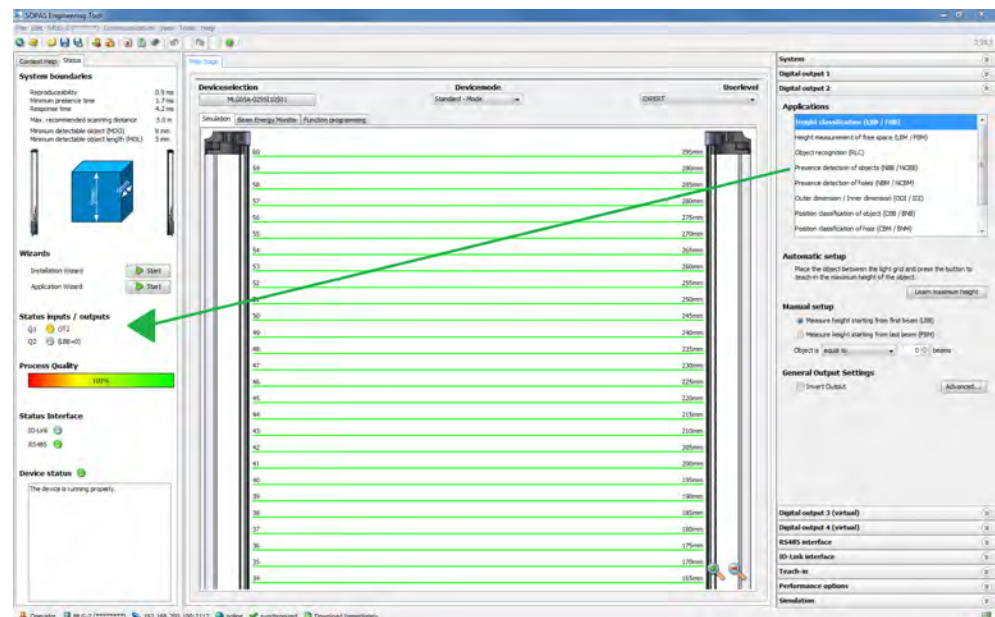 SOPAS Engineering Tool
Tools Help
Context Help Status
System boundaries
Reproduceability 0.9 ms
Minimum presence time 1.7 ms
Response time 4.2 ms
Max. recommended scanning distance 5.0 m
Minimum detectable object (MDO) 9 mm
Minimum detectable object length (MOL) 5 mm
Wizards
Installation Wizard Start
Application Wizard Start
Status inputs / outputs
Q1
Q2 (LBB=0)
Process Quality
100%
Status Interface
IO-Link
RS485
Device status
The device is running properly.
Deviceselection Devicemode Userlevel
Standard - Mode EXPERT
Simulation Beam Energy Monitor Function programming
60 295mm
59 290mm
58 285mm
57 280mm
56 275mm
55 270mm
54 265mm
53 260mm
52 255mm
51 250mm
50 245mm
49 240mm
48 235mm
47 230mm
46 225mm
45 220mm
44 215mm
43 210mm
42 205mm
41 200mm
40 195mm
39 190mm
38 185mm
37 180mm
36 175mm
35 170mm
34 165mm
System
Digital output 1
Digital output 2
Applications
Height classification (LBB / FBB)
Height measurement of free space (LBM / FBM)
Object recognition (RLC)
Presence detection of objects (NBB / NCBB)
Presence detection of holes (NBM / NCBM)
Outer dimension / Inner dimension (ODI / IDI)
Position classification of object (CBB / BNB)
Position classification of hole (CBM / BNM)
Automatic setup
Place the object between the light grid and press the button to
teach-in the maximum height of the object.
Learn maximum height
Manual setup
Measure height starting from first beam (LBB)
Measure height starting from last beam (FBM)
Object is equal to 0 beams
General Output Settings
Invert Output Advanced...
Digital output 3 (virtual)
Digital output 4 (virtual)
RS485 interface
IO-Link interface
Teach-in
Performance options
Simulation
Operator online synchronized Download immediately